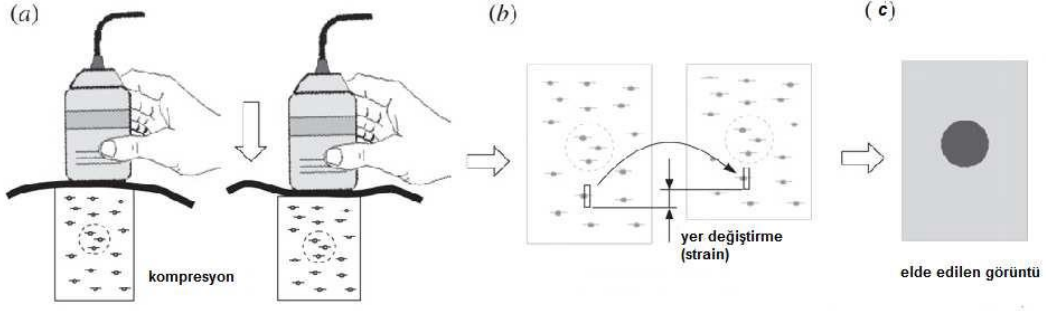 (a)
(b)
(c)
kompresyon
yer değiştirme
(strain)
elde edilen görüntü